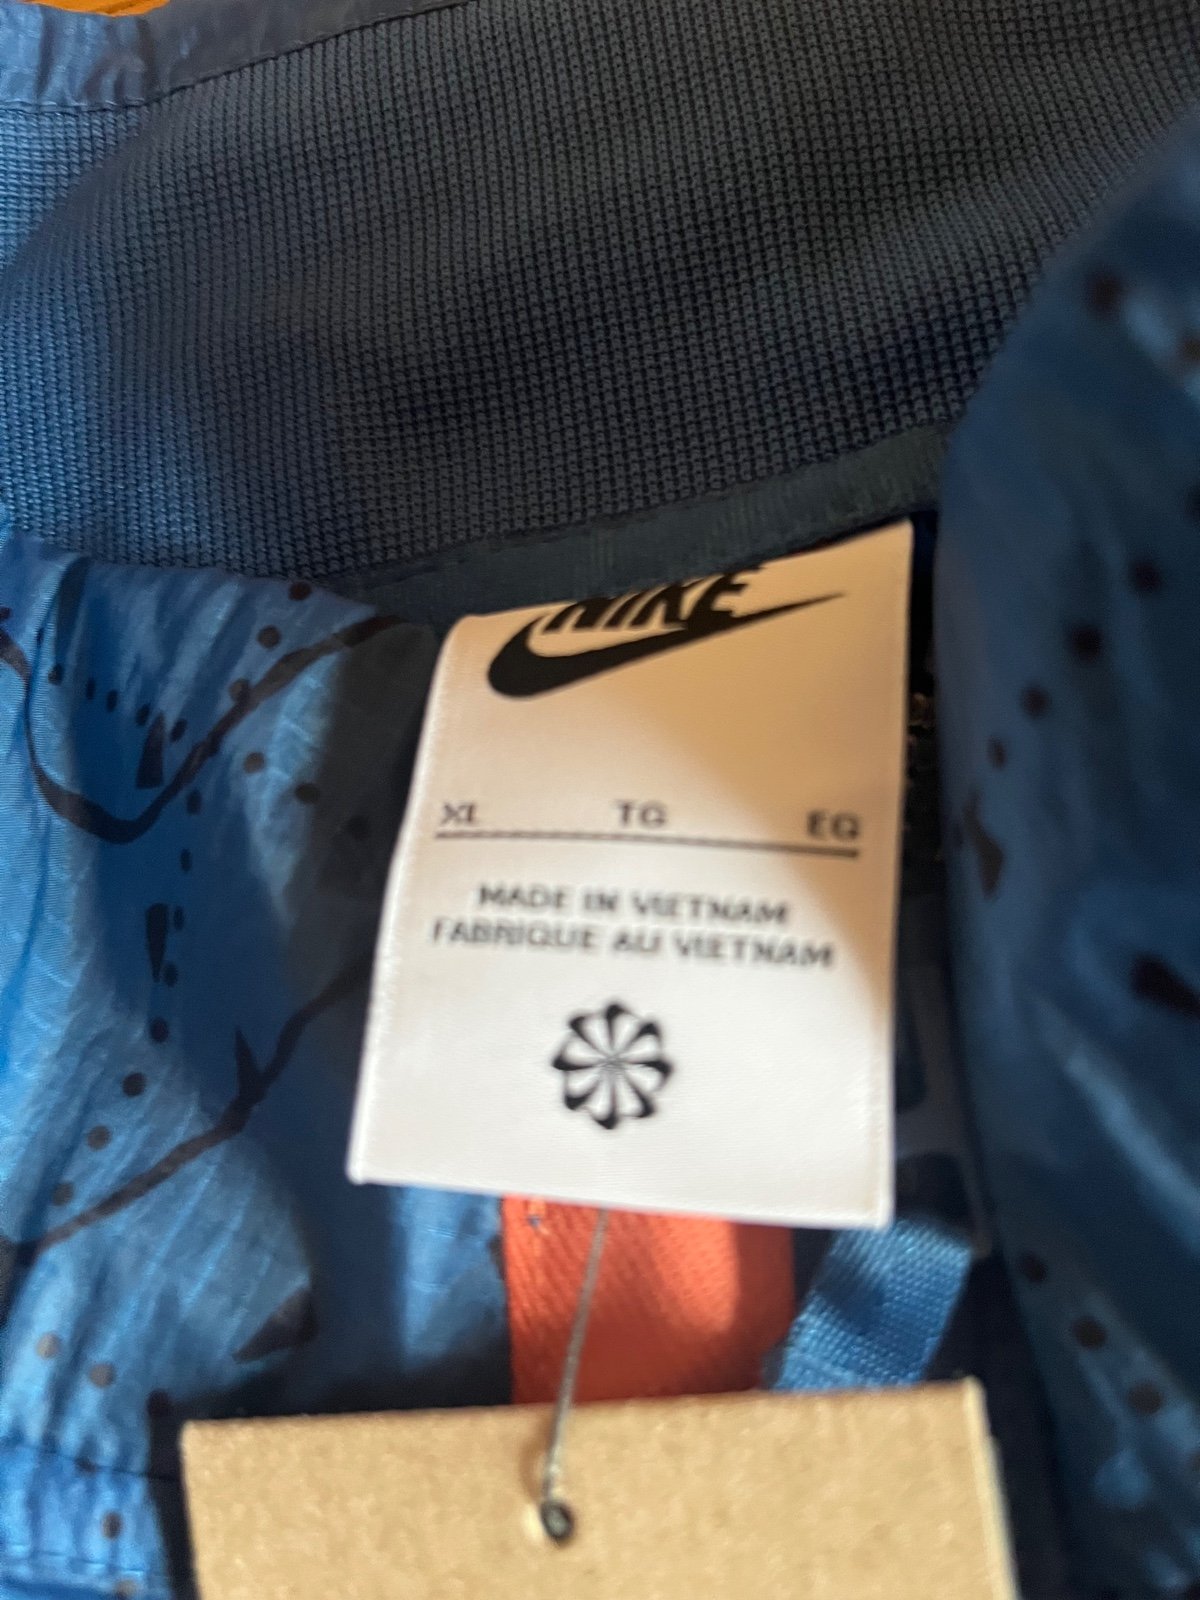 NIKE
XL TG EG
MADE IN VIETNAM
FABRIQUE AU VIETNAM